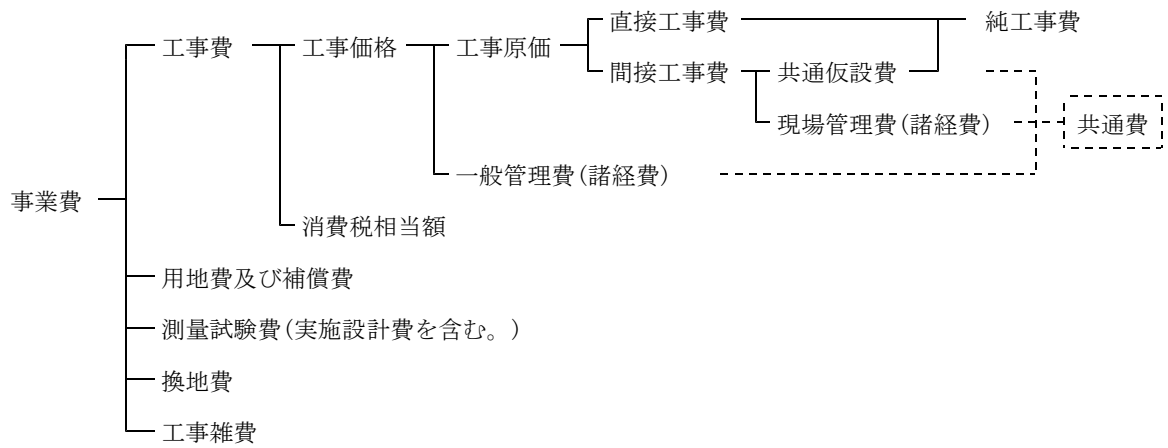 直接工事費 純工事費
工事費 工事価格 工事原価
間接工事費 共通仮設費
現場管理費(諸経費) 共通費
一般管理費(諸経費)
事業費
消費税相当額
用地費及び補償費
測量試験費(実施設計費を含む。)
換地費
工事雑費